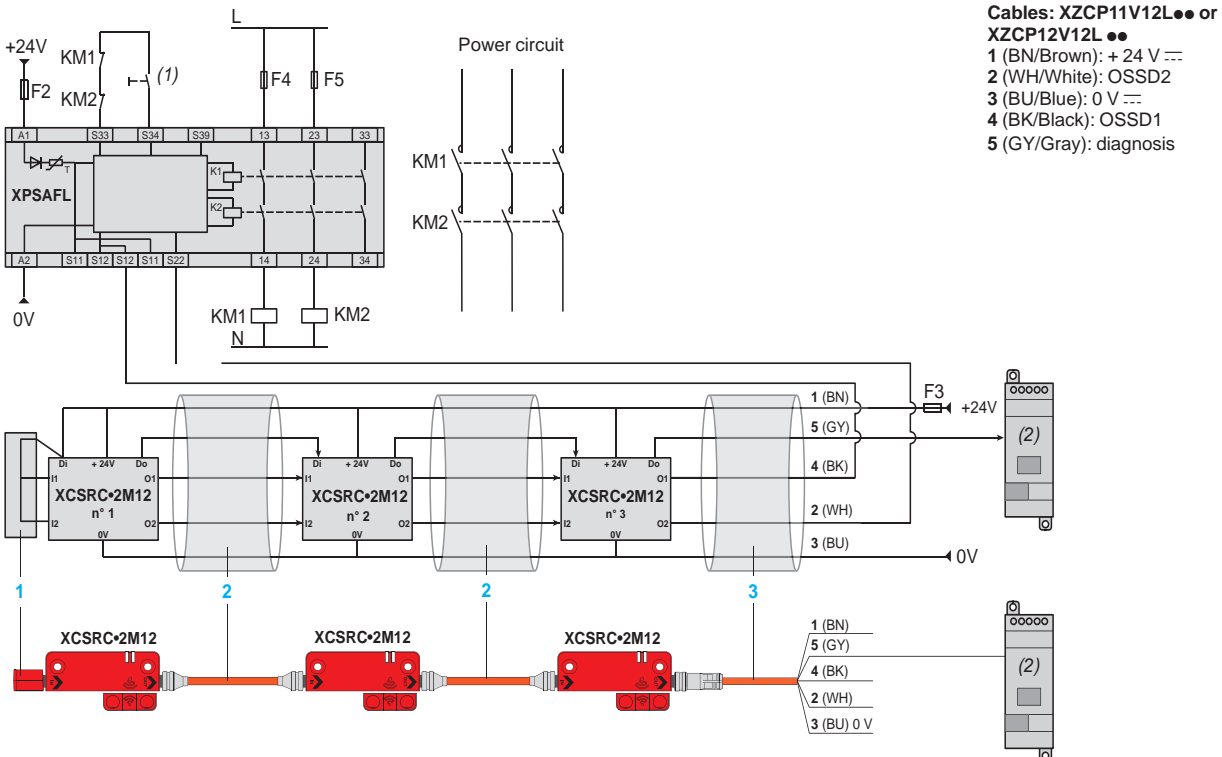 Cables: XZCP11V12L●● or
XZCP12V12L ●●
1 (BN/Brown): + 24 V ⎓
2 (WH/White): OSSD2
3 (BU/Blue): 0 V ⎓
4 (BK/Black): OSSD1
5 (GY/Gray): diagnosis
L
+24V
KM1
(1)
Power circuit
F2
KM2
F4
F5
A1 S33 S34 S39 13 23 33
T
K1
XPSAFL
K2
KM1
KM2
A2 S11 S12 S12 S11 S22 14 24 34
0V
KM1
KM2
N
1 (BN)
F3
+24V
5 (GY)
(2)
Di + 24V Do
Di + 24V Do
Di + 24V Do
4 (BK)
I1 O1
I1 O1
I1 O1
XCSRC•2M12
n° 1
XCSRC•2M12
n° 2
XCSRC•2M12
n° 3
2 (WH)
I2 O2
I2 O2
I2 O2
0V
0V
0V
3 (BU)
0V
1
2
2
3
XCSRC•2M12
XCSRC•2M12
XCSRC•2M12
1 (BN)
5 (GY)
4 (BK)
2 (WH)
3 (BU) 0 V
(2)